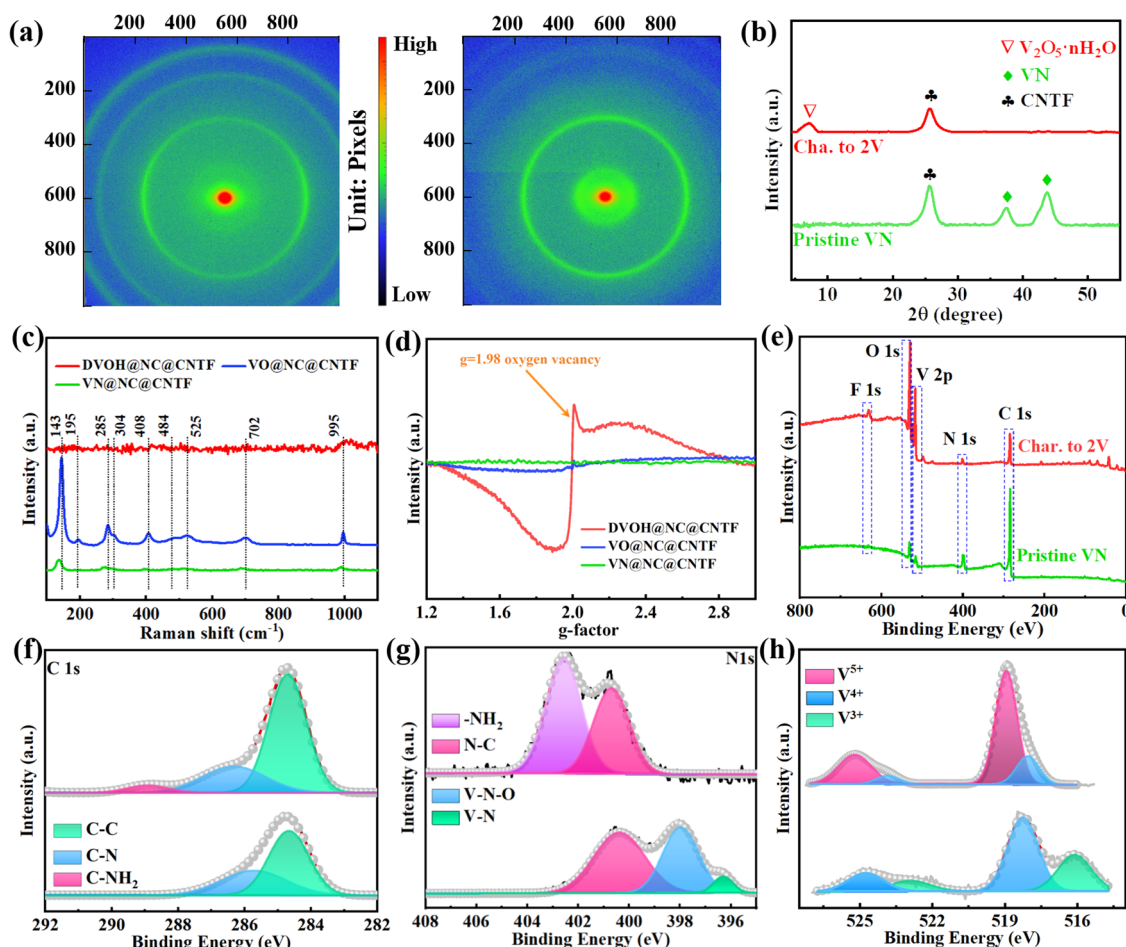 (a)
200 400 600 800
200
400
600
800
High
Unit: Pixels
Low
200 400 600 800
(b)
V₂O₅·nH₂O
VN
CNTF
Cha. to 2V
Pristine VN
Intensity (a.u.)
10 20 30 40 50
2θ (degree)
(c)
DVOH@NC@CNTF
VO@NC@CNTF
VN@NC@CNTF
143 195 285 304 408 484 525 702 995
Intensity (a.u.)
200 400 600 800 1000
Raman shift (cm⁻¹)
(d)
g=1.98 oxygen vacancy
DVOH@NC@CNTF
VO@NC@CNTF
VN@NC@CNTF
Intensity (a.u.)
1.2 1.6 2.0 2.4 2.8
g-factor
(e)
O 1s
V 2p
F 1s
N 1s
C 1s
Char. to 2V
Pristine VN
Intensity (a.u.)
800 600 400 200 0
Binding Energy (eV)
(f)
C 1s
C-C
C-N
C-NH₂
Intensity (a.u.)
292 290 288 286 284 282
Binding Energy (eV)
(g)
N1s
-NH₂
N-C
V-N-O
V-N
Intensity (a.u.)
408 406 404 402 400 398 396
Binding Energy (eV)
(h)
V⁵⁺
V⁴⁺
V³⁺
Intensity (a.u.)
525 522 519 516
Binding Energy (eV)